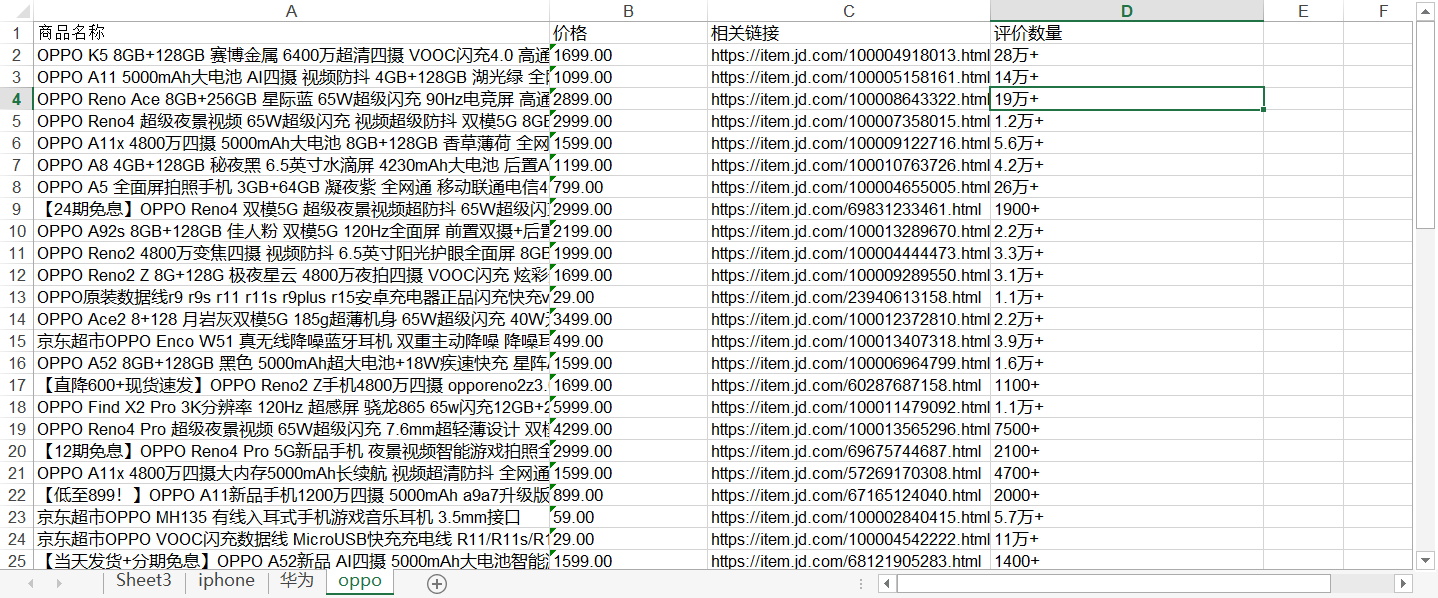 A B C D E F
1 商品名称 价格 相关链接 评价数量
2 OPPO K5 8GB+128GB 赛博金属 6400万超清四摄 VOOC闪充4.0 高通 1699.00 https://item.jd.com/100004918013.html 28万+
3 OPPO A11 5000mAh大电池 AI四摄 视频防抖 4GB+128GB 湖光绿 全网 1099.00 https://item.jd.com/100005158161.html 14万+
4 OPPO Reno Ace 8GB+256GB 星际蓝 65W超级闪充 90Hz电竞屏 高通 2899.00 https://item.jd.com/100008643322.html 19万+
5 OPPO Reno4 超级夜景视频 65W超级闪充 视频超级防抖 双模5G 8GB 2999.00 https://item.jd.com/100007358015.html 1.2万+
6 OPPO A11x 4800万四摄 5000mAh大电池 8GB+128GB 香草薄荷 全网 1599.00 https://item.jd.com/100009122716.html 5.6万+
7 OPPO A8 4GB+128GB 秘夜黑 6.5英寸水滴屏 4230mAh大电池 后置A 1199.00 https://item.jd.com/100010763726.html 4.2万+
8 OPPO A5 全面屏拍照手机 3GB+64GB 凝夜紫 全网通 移动联通电信4 799.00 https://item.jd.com/100004655005.html 26万+
9 【24期免息】OPPO Reno4 双模5G 超级夜景视频超防抖 65W超级闪 2999.00 https://item.jd.com/69831233461.html 1900+
10 OPPO A92s 8GB+128GB 佳人粉 双模5G 120Hz全面屏 前置双摄+后置 2199.00 https://item.jd.com/100013289670.html 2.2万+
11 OPPO Reno2 4800万变焦四摄 视频防抖 6.5英寸阳光护眼全面屏 8GB 1999.00 https://item.jd.com/100004444473.html 3.3万+
12 OPPO Reno2 Z 8G+128G 极夜星云 4800万夜拍四摄 VOOC闪充 炫彩 1699.00 https://item.jd.com/100009289550.html 3.1万+
13 OPPO原装数据线r9 r9s r11 r11s r9plus r15安卓充电器正品闪充快充v 29.00 https://item.jd.com/23940613158.html 1.1万+
14 OPPO Ace2 8+128 月岩灰双模5G 185g超薄机身 65W超级闪充 40W 3499.00 https://item.jd.com/100012372810.html 2.2万+
15 京东超市OPPO Enco W51 真无线降噪蓝牙耳机 双重主动降噪 降噪耳 499.00 https://item.jd.com/100013407318.html 3.9万+
16 OPPO A52 8GB+128GB 黑色 5000mAh超大电池+18W疾速快充 星阵A 1599.00 https://item.jd.com/100006964799.html 1.6万+
17 【直降600+现货速发】OPPO Reno2 Z手机4800万四摄 opporeno2z3. 1699.00 https://item.jd.com/60287687158.html 1100+
18 OPPO Find X2 Pro 3K分辨率 120Hz 超感屏 骁龙865 65w闪充12GB+2 5999.00 https://item.jd.com/100011479092.html 1.1万+
19 OPPO Reno4 Pro 超级夜景视频 65W超级闪充 7.6mm超轻薄设计 双模 4299.00 https://item.jd.com/100013565296.html 7500+
20 【12期免息】OPPO Reno4 Pro 5G新品手机 夜景视频智能游戏拍照全 2999.00 https://item.jd.com/69675744687.html 2100+
21 OPPO A11x 4800万四摄大内存5000mAh长续航 视频超清防抖 全网通 1599.00 https://item.jd.com/57269170308.html 4700+
22 【低至899！】OPPO A11新品手机1200万四摄 5000mAh a9a7升级版 899.00 https://item.jd.com/67165124040.html 2000+
23 京东超市OPPO MH135 有线入耳式手机游戏音乐耳机 3.5mm接口 59.00 https://item.jd.com/100002840415.html 5.7万+
24 京东超市OPPO VOOC闪充数据线 MicroUSB快充充电线 R11/R11s/R1 29.00 https://item.jd.com/100004542222.html 11万+
25 【当天发货+分期免息】OPPO A52新品 AI四摄 5000mAh大电池智能 1599.00 https://item.jd.com/68121905283.html 1400+
Sheet3 iphone 华为 oppo